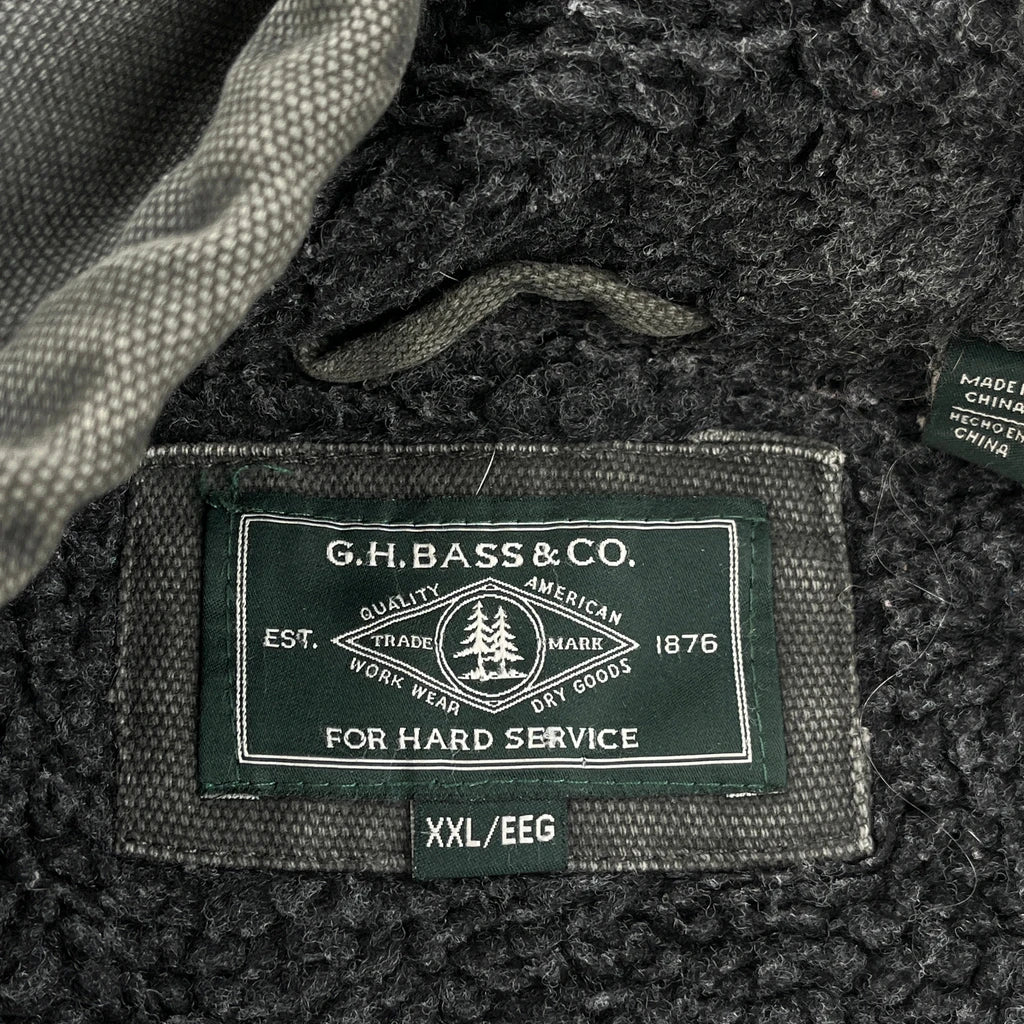 G.H.BASS & CO.
QUALITY AMERICAN
EST. TRADE MARK 1876
WORK WEAR DRY GOODS
FOR HARD SERVICE
XXL/EEG
MADE I
CHINA
HECHO EN
CHINA